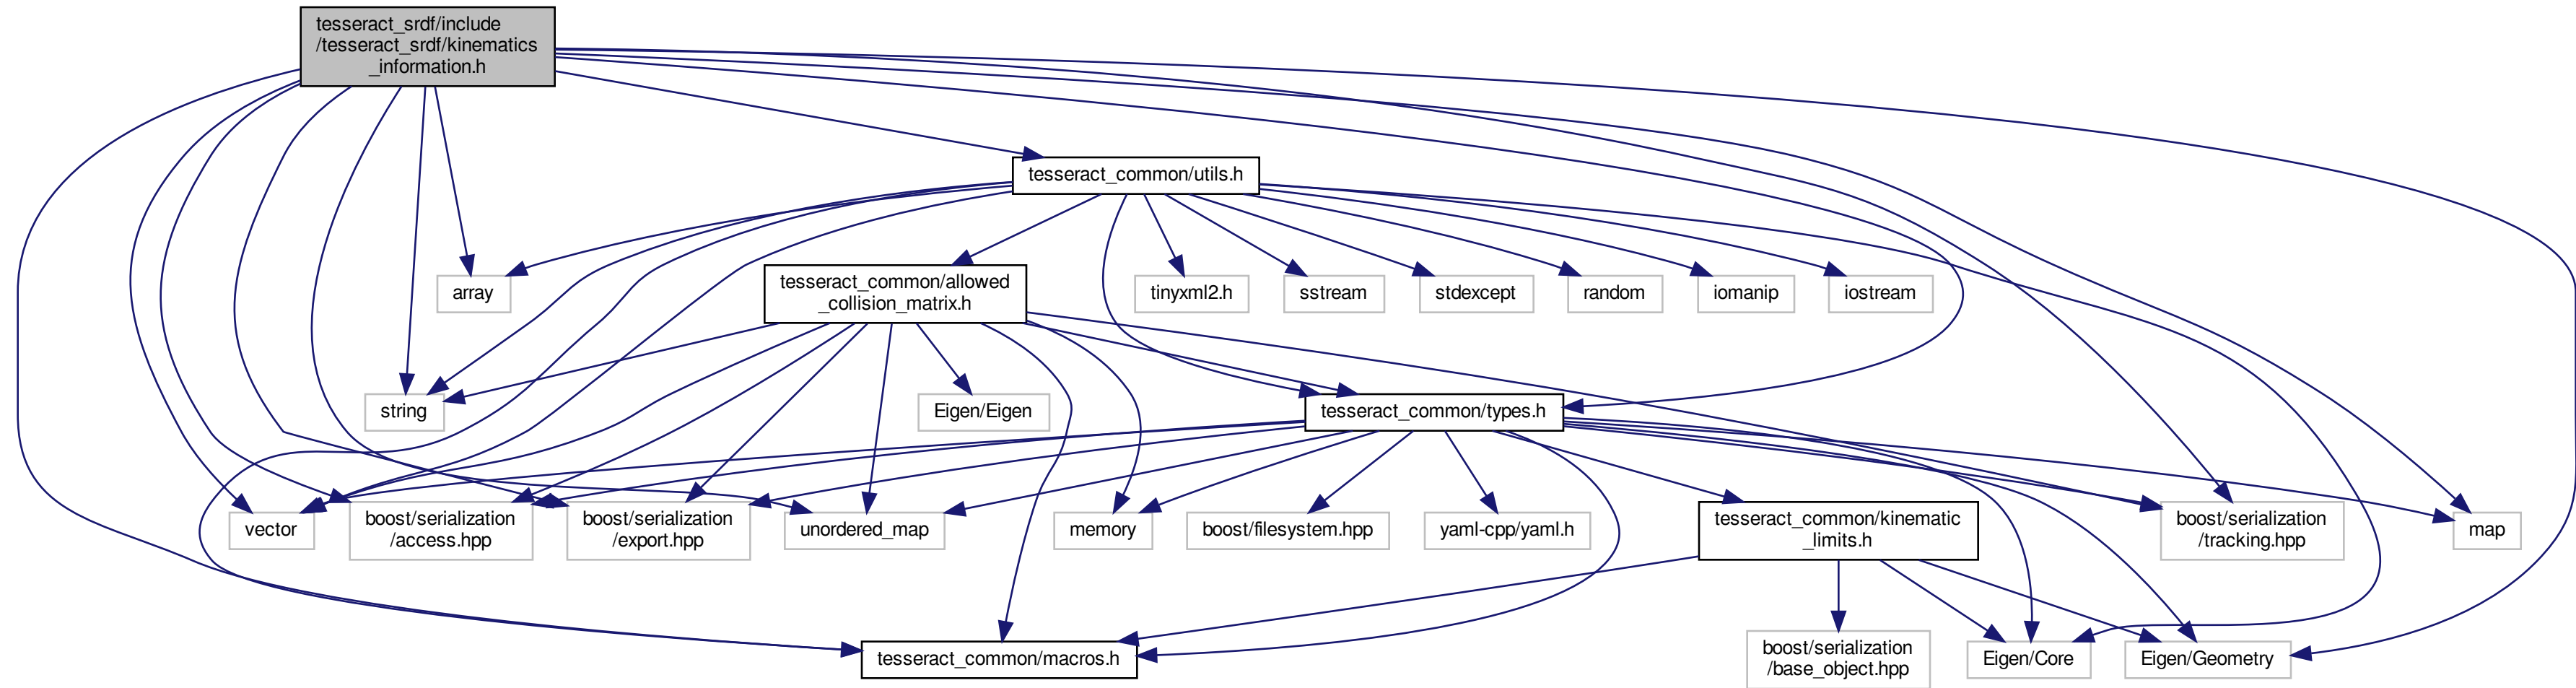 tesseract_srdf/include
/tesseract_srdf/kinematics
_information.h
tesseract_common/utils.h
tesseract_common/allowed
_collision_matrix.h
array
tinyxml2.h
sstream
stdexcept
random
iomanip
iostream
string
Eigen/Eigen
tesseract_common/types.h
vector
boost/serialization
/access.hpp
boost/serialization
/export.hpp
unordered_map
memory
boost/filesystem.hpp
yaml-cpp/yaml.h
tesseract_common/kinematic
_limits.h
boost/serialization
/tracking.hpp
map
tesseract_common/macros.h
boost/serialization
/base_object.hpp
Eigen/Core
Eigen/Geometry